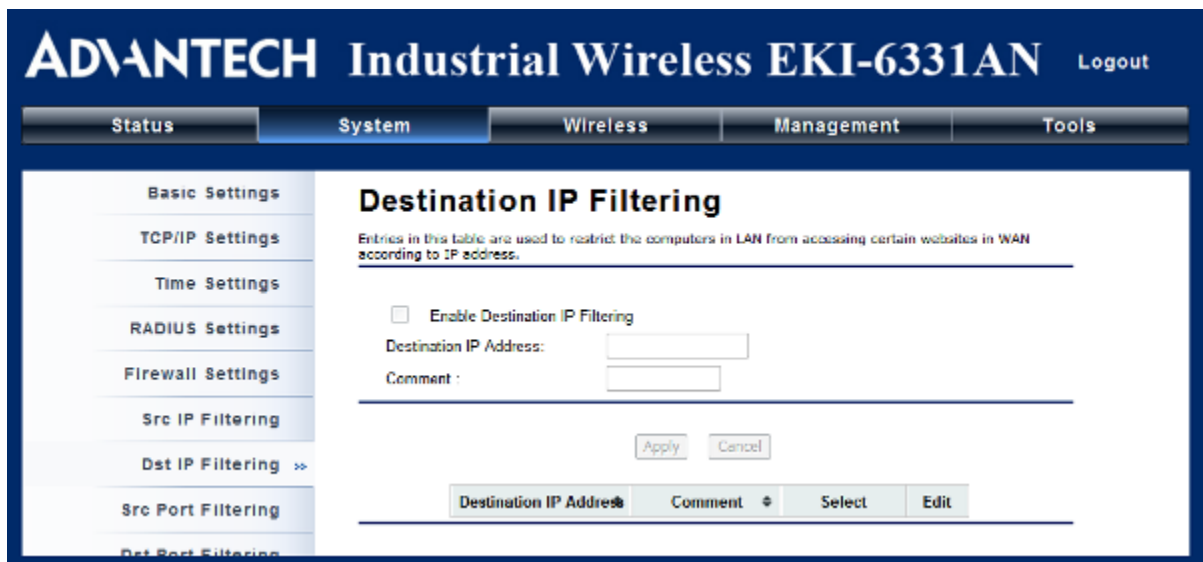 ADVANTECH Industrial Wireless EKI-6331AN Logout
Status System Wireless Management Tools
Basic Settings
TCP/IP Settings
Time Settings
RADIUS Settings
Firewall Settings
Src IP Filtering
Dst IP Filtering »
Src Port Filtering
Dst Port Filtering
Destination IP Filtering
Entries in this table are used to restrict the computers in LAN from accessing certain websites in WAN
according to IP address.
Enable Destination IP Filtering
Destination IP Address:
Comment :
Apply Cancel
Destination IP Address Comment Select Edit